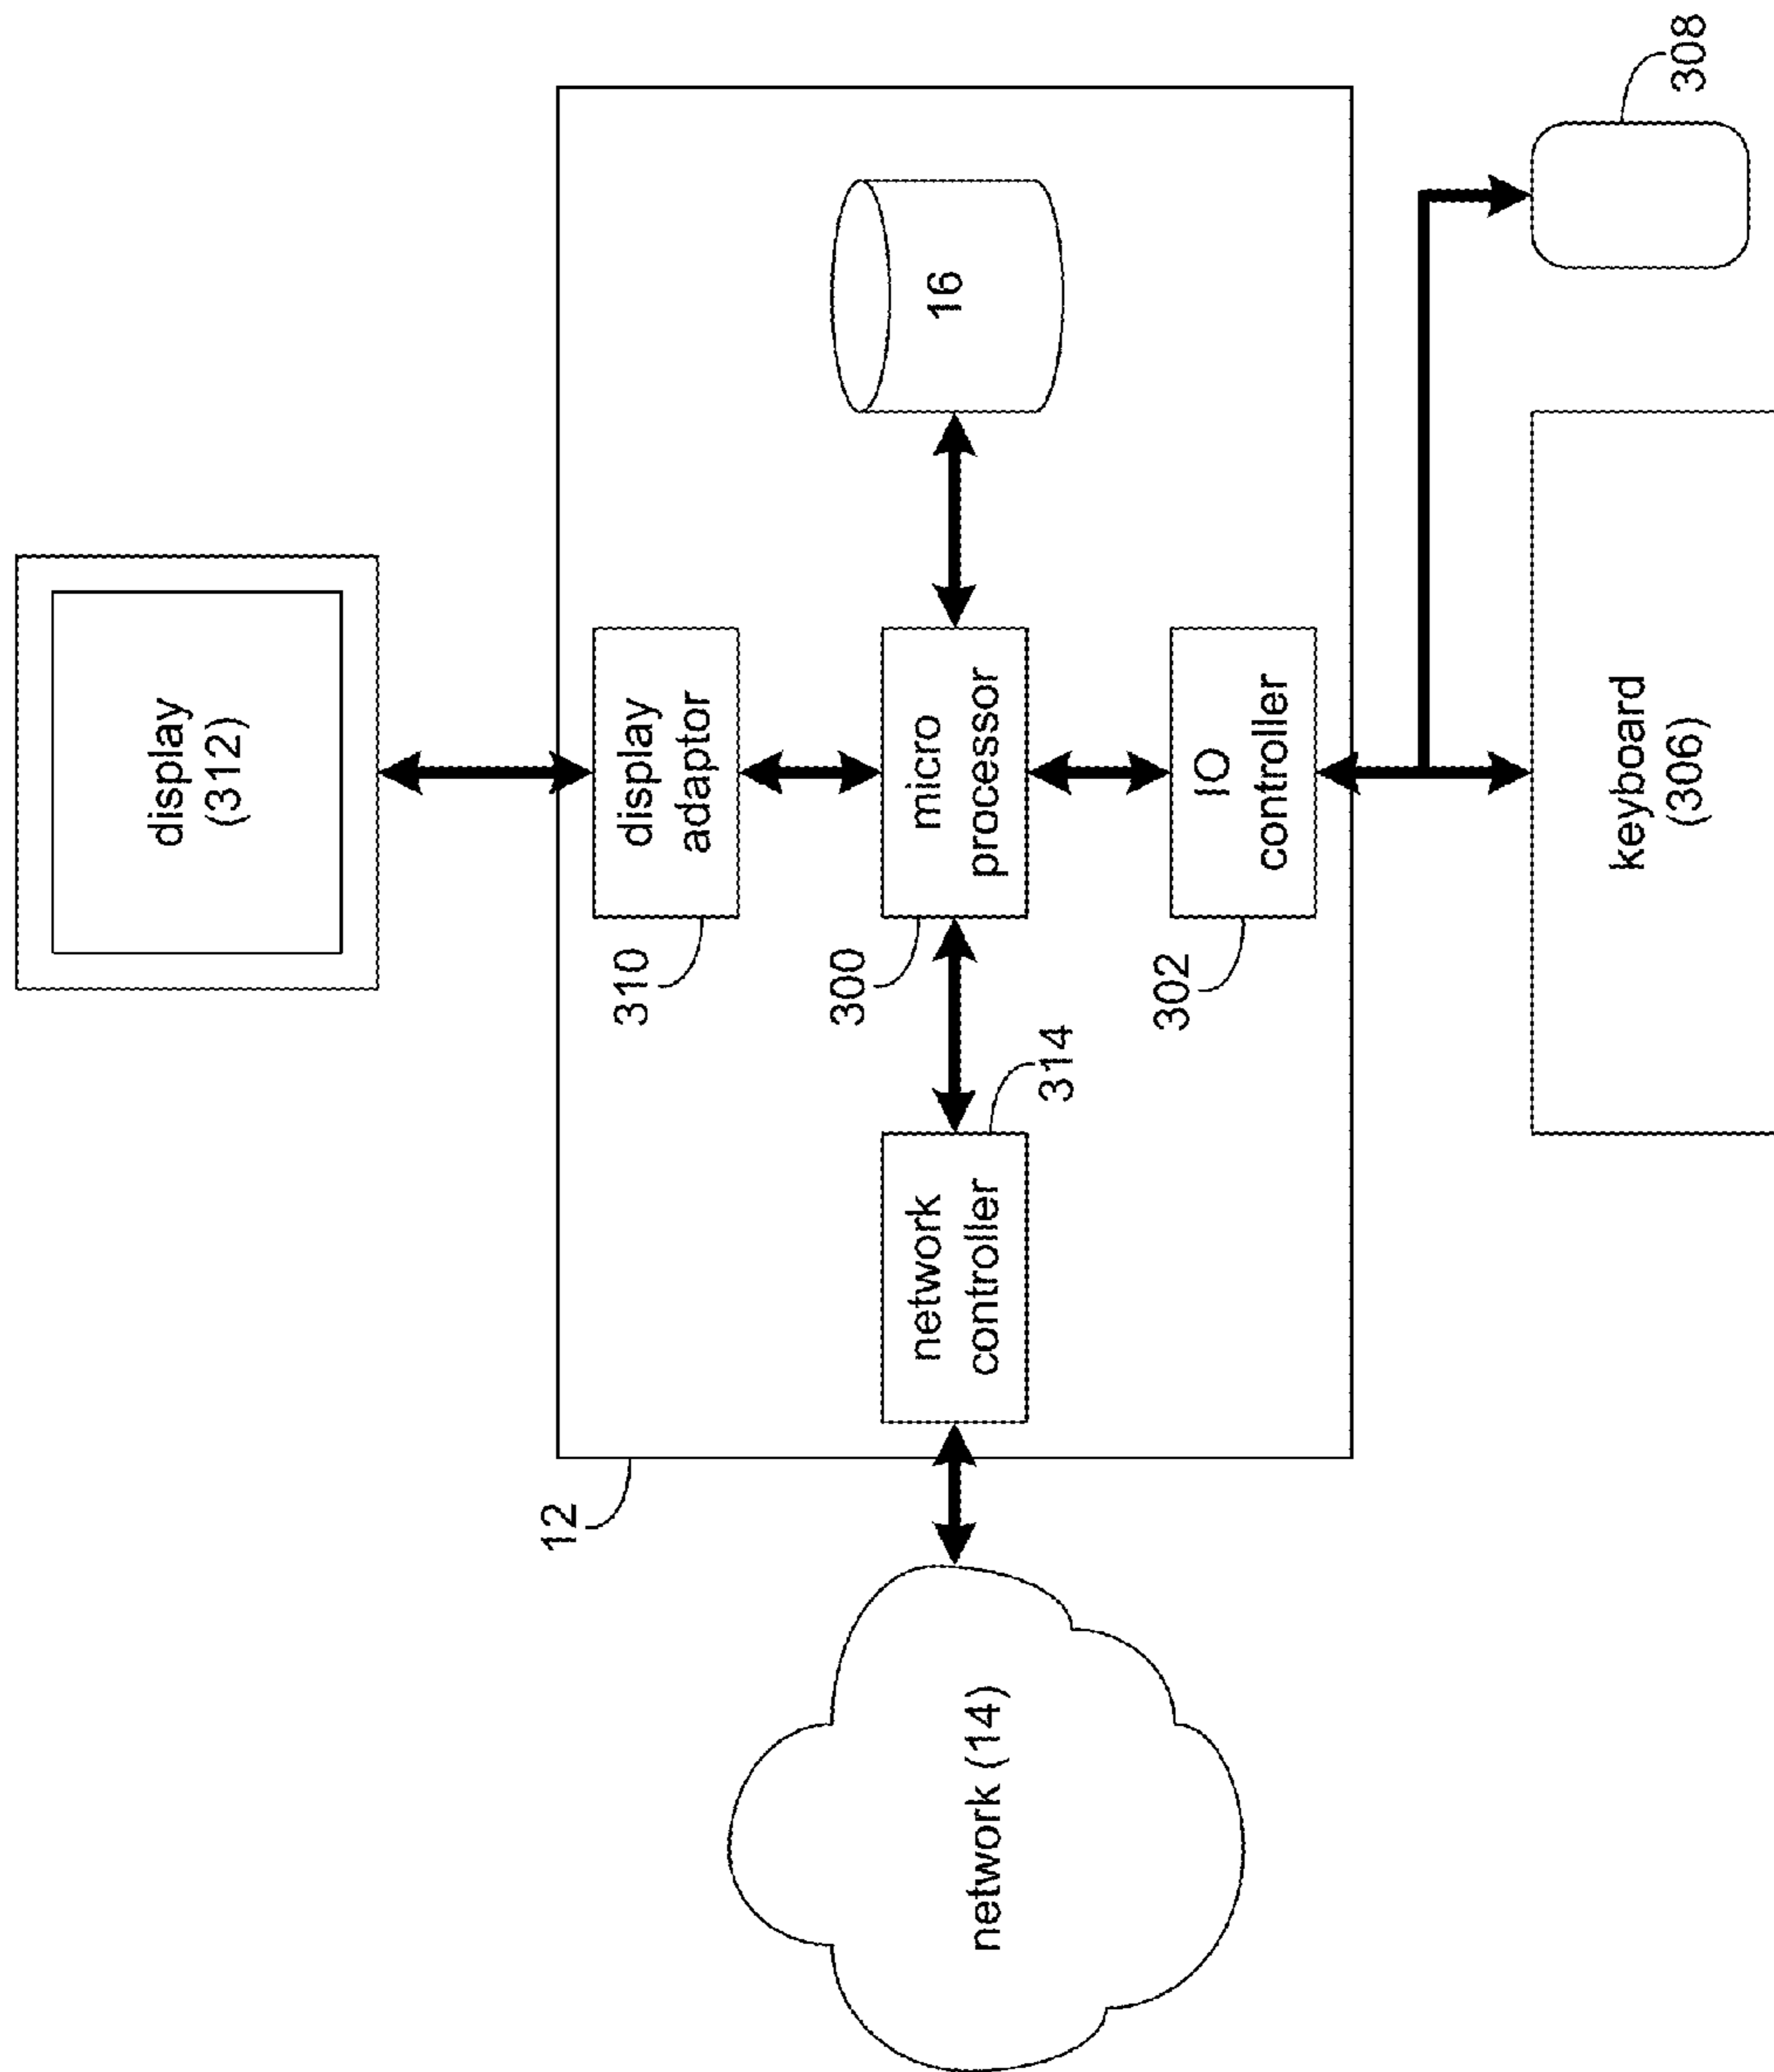 display
(312)
display
adaptor
310
micro
processor
300
16
network
controller
314
IO
controller
302
12
network (14)
keyboard
(306)
308